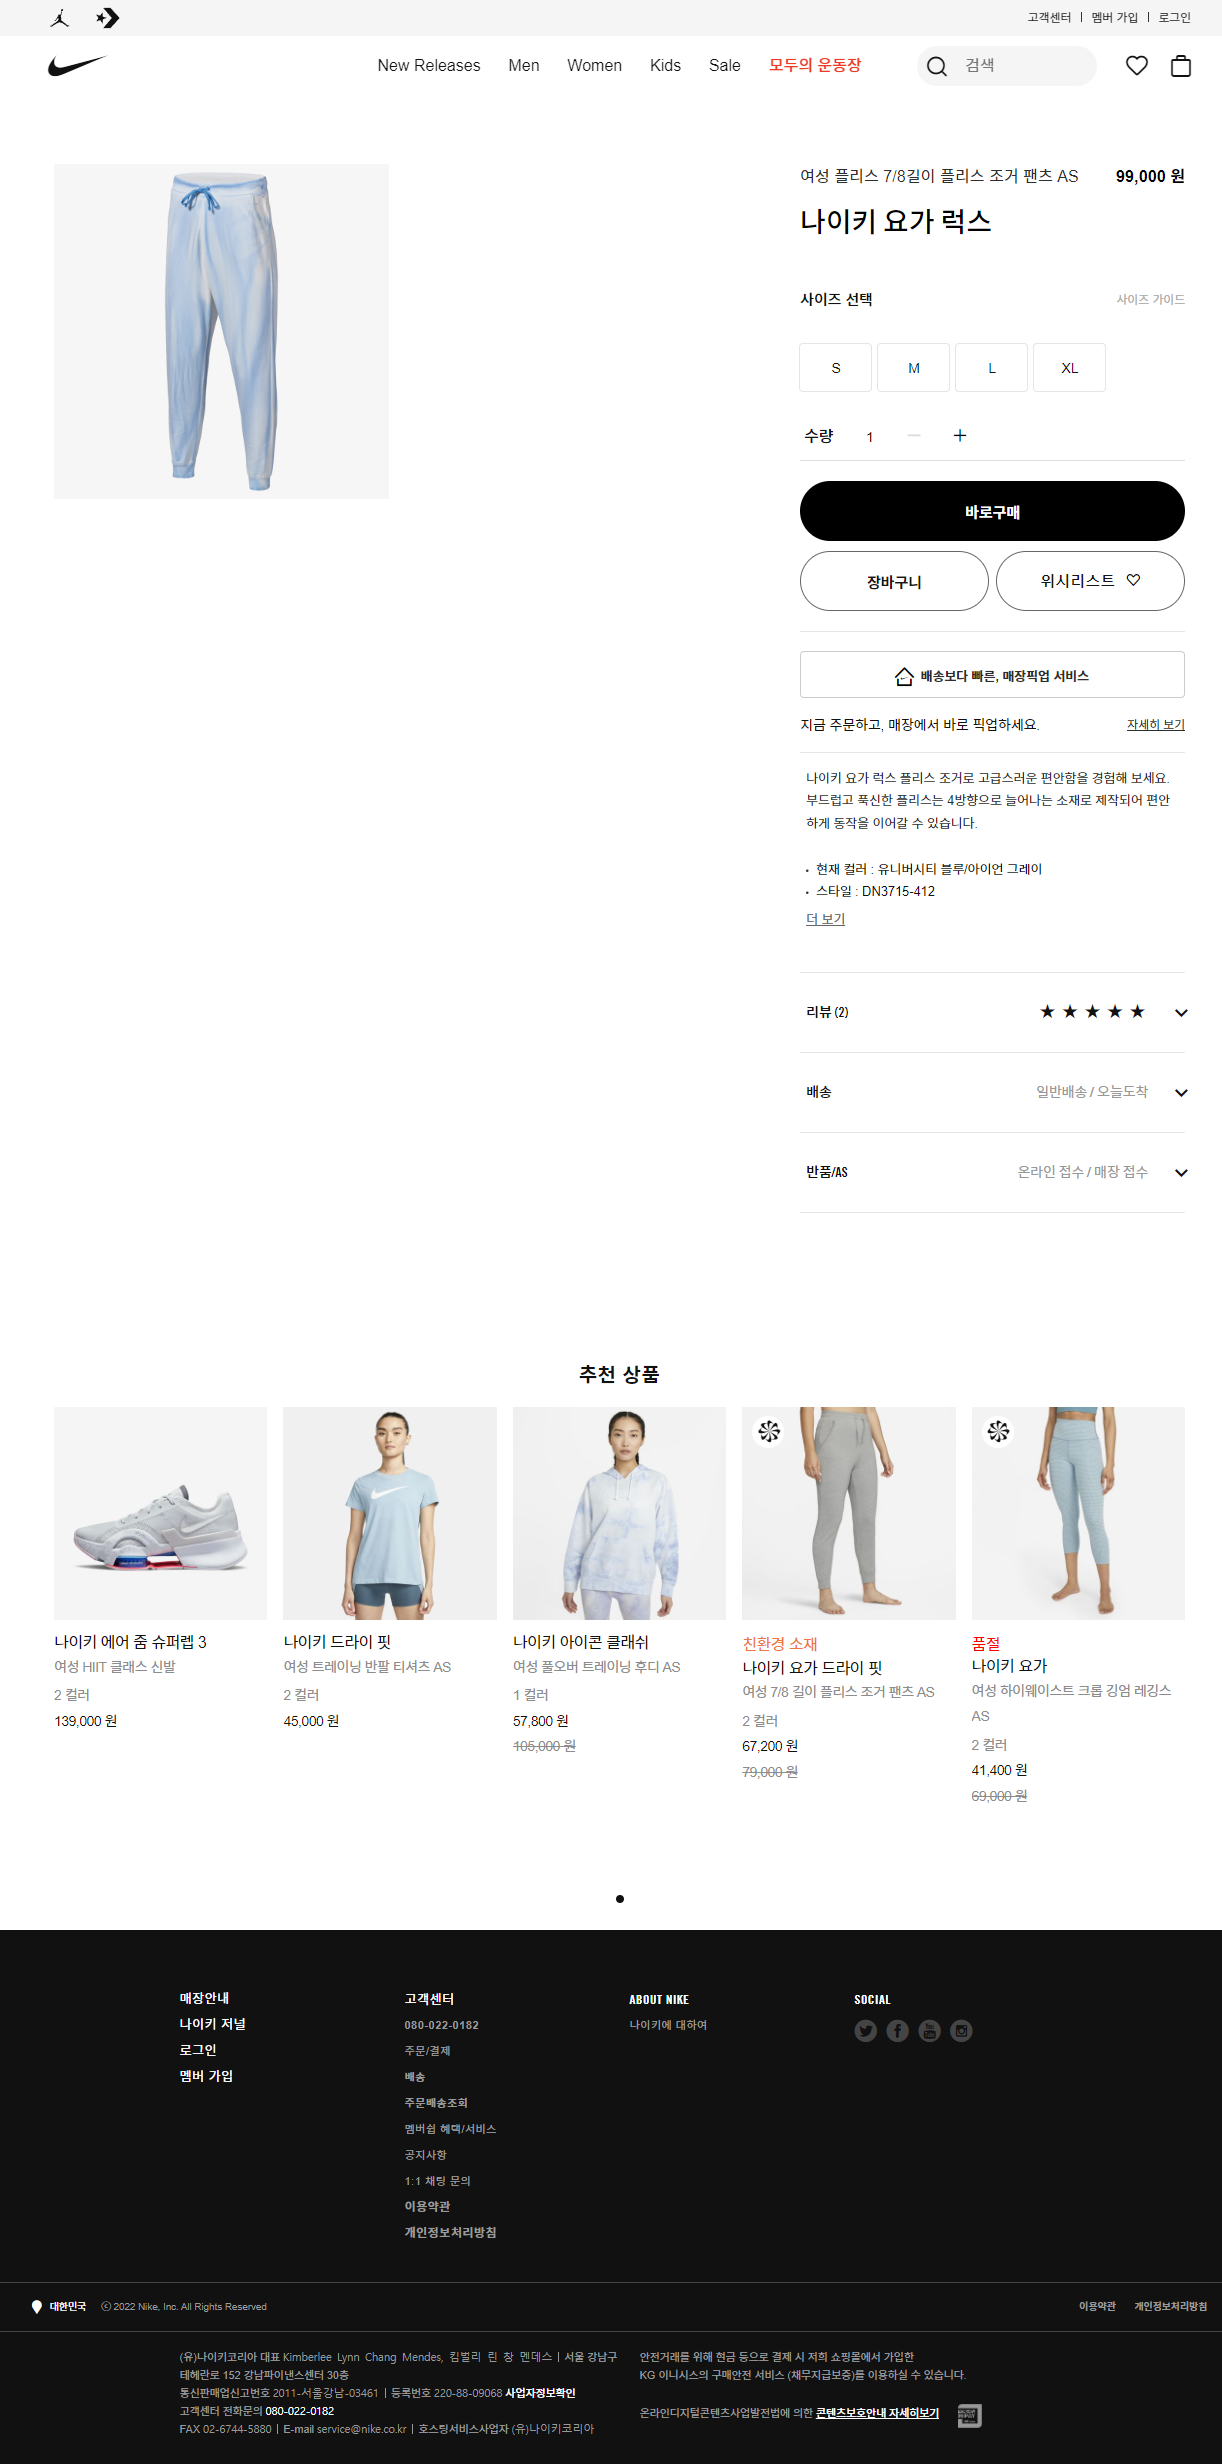 고객센터 | 멤버 가입 | 로그인
New Releases Men Women Kids Sale 모두의 운동장 검색
여성 플리스 7/8길이 플리스 조거 팬츠 AS 99,000 원
나이키 요가 럭스
사이즈 선택 사이즈 가이드
S M L XL
수량 1
바로구매
장바구니 위시리스트
배송보다 빠른, 매장픽업 서비스
지금 주문하고, 매장에서 바로 픽업하세요. 자세히 보기
나이키 요가 럭스 플리스 조거로 고급스러운 편안함을 경험해 보세요.
부드럽고 푹신한 플리스는 4방향으로 늘어나는 소재로 제작되어 편안
하게 동작을 이어갈 수 있습니다.
• 현재 컬러 : 유니버시티 블루/아이언 그레이
• 스타일 : DN3715-412
더 보기
리뷰 (2) ★ ★ ★ ★ ★
배송 일반배송 / 오늘도착
반품/AS 온라인 접수 / 매장 접수
추천 상품
나이키 에어 줌 슈퍼렙 3
여성 HIIT 클래스 신발
2 컬러
139,000 원
나이키 드라이 핏
여성 트레이닝 반팔 티셔츠 AS
2 컬러
45,000 원
나이키 아이콘 클래쉬
여성 풀오버 트레이닝 후디 AS
1 컬러
57,800 원
105,000 원
친환경 소재
나이키 요가 드라이 핏
여성 7/8 길이 플리스 조거 팬츠 AS
2 컬러
67,200 원
79,000 원
품절
나이키 요가
여성 하이웨이스트 크롭 깅엄 레깅스
AS
2 컬러
41,400 원
69,000 원
매장안내
나이키 저널
로그인
멤버 가입
고객센터
080-022-0182
주문/결제
배송
주문배송조회
멤버쉽 혜택/서비스
공지사항
1:1 채팅 문의
이용약관
개인정보처리방침
ABOUT NIKE
나이키에 대하여
SOCIAL
대한민국 ⓒ 2022 Nike, Inc. All Rights Reserved 이용약관 개인정보처리방침
(유)나이키코리아 대표 Kimberlee Lynn Chang Mendes, 킴벌리 린 창 멘데스 | 서울 강남구
테헤란로 152 강남파이낸스센터 30층
통신판매업신고번호 2011-서울강남-03461 | 등록번호 220-88-09068 사업자정보확인
고객센터 전화문의 080-022-0182
FAX 02-6744-5880 | E-mail service@nike.co.kr | 호스팅서비스사업자 (유)나이키코리아
안전거래를 위해 현금 등으로 결제 시 저희 쇼핑몰에서 가입한
KG 이니시스의 구매안전 서비스 (채무지급보증)를 이용하실 수 있습니다.
온라인디지털콘텐츠사업발전법에 의한 콘텐츠보호안내 자세히보기